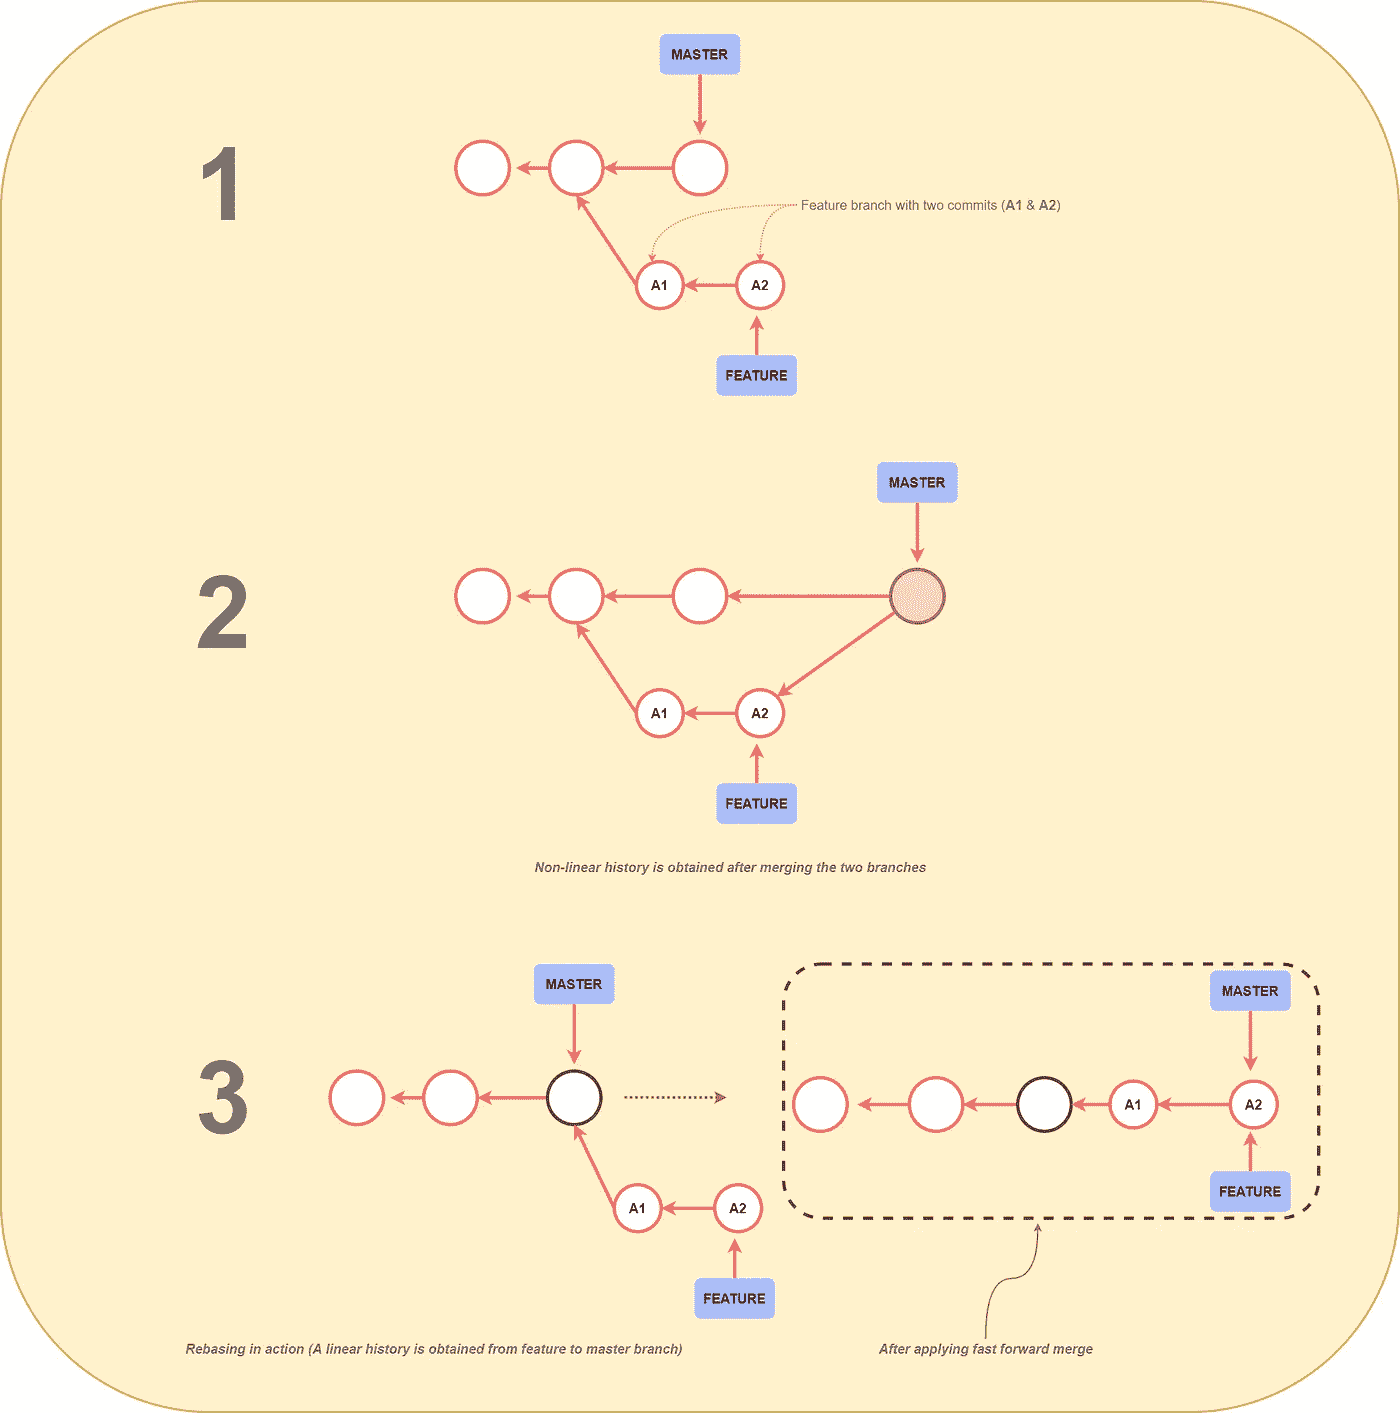 MASTER
1
Feature branch with two commits (A1 & A2)
A1
A2
FEATURE
MASTER
2
A1
A2
FEATURE
Non-linear history is obtained after merging the two branches
MASTER
MASTER
3
A1
A2
A1
A2
FEATURE
FEATURE
Rebasing in action (A linear history is obtained from feature to master branch)
After applying fast forward merge